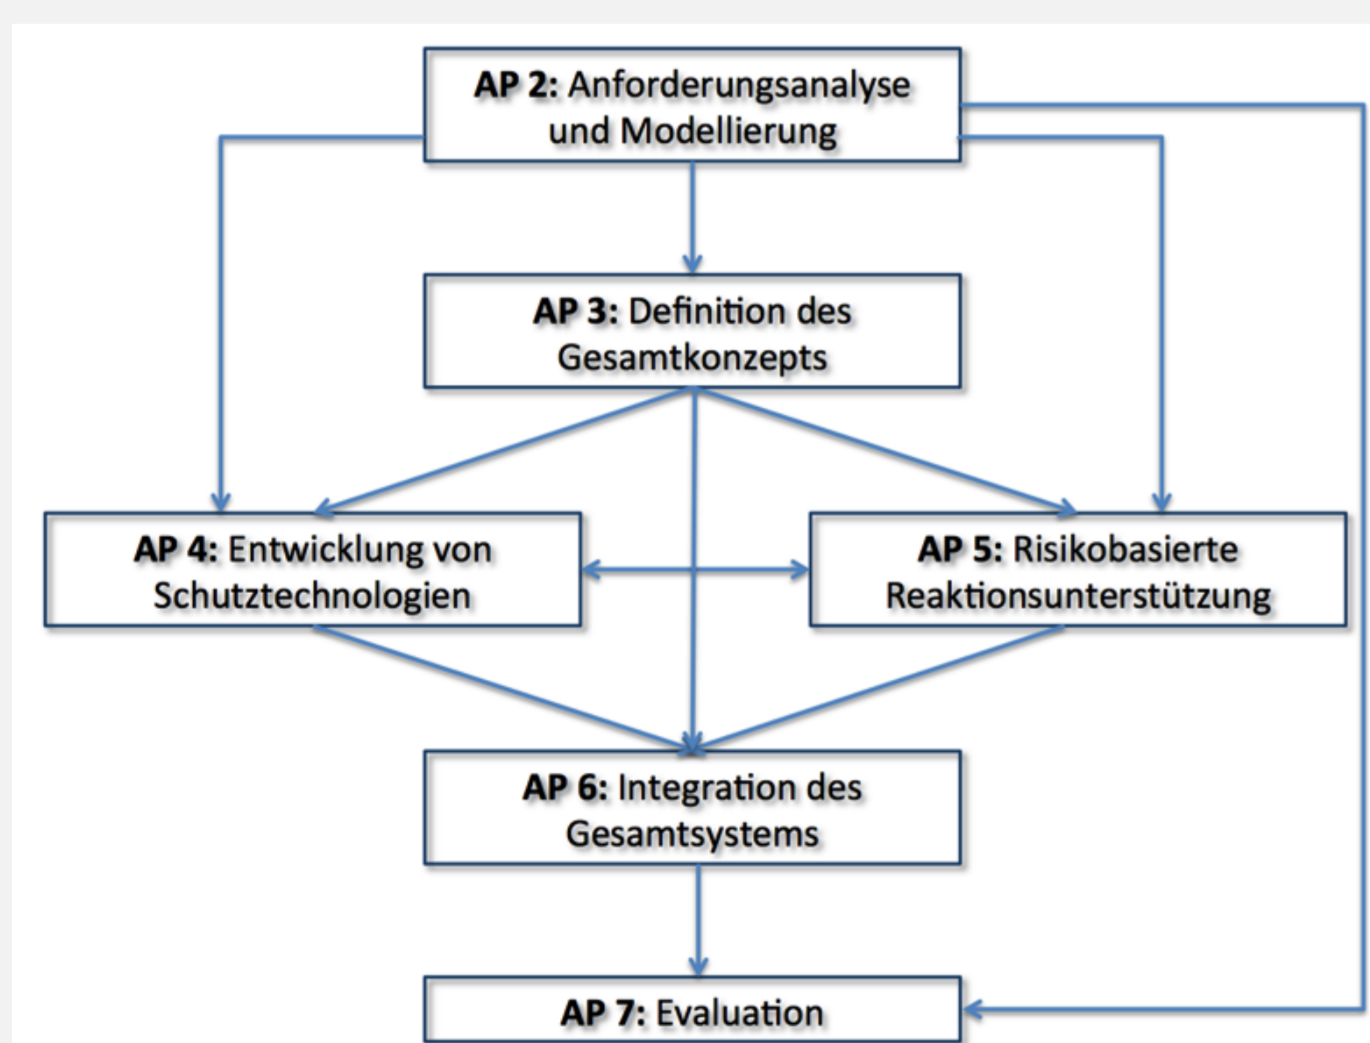 AP 2: Anforderungsanalyse
und Modellierung
AP 3: Definition des
Gesamtkonzepts
AP 4: Entwicklung von
Schutztechnologien
AP 5: Risikobasierte
Reaktionsunterstützung
AP 6: Integration des
Gesamtsystems
AP 7: Evaluation